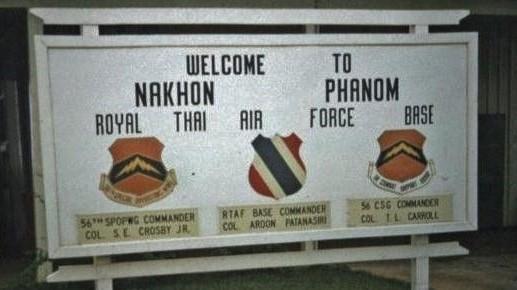 WELCOME TO
NAKHON PHANOM
ROYAL THAI AIR FORCE BASE
56TH SPOPWG COMMANDER
COL. S. E. CROSBY JR.
RTAF BASE COMMANDER
COL. AROON PATANASIRI
56 CSG COMMANDER
COL. T. L. CARROLL